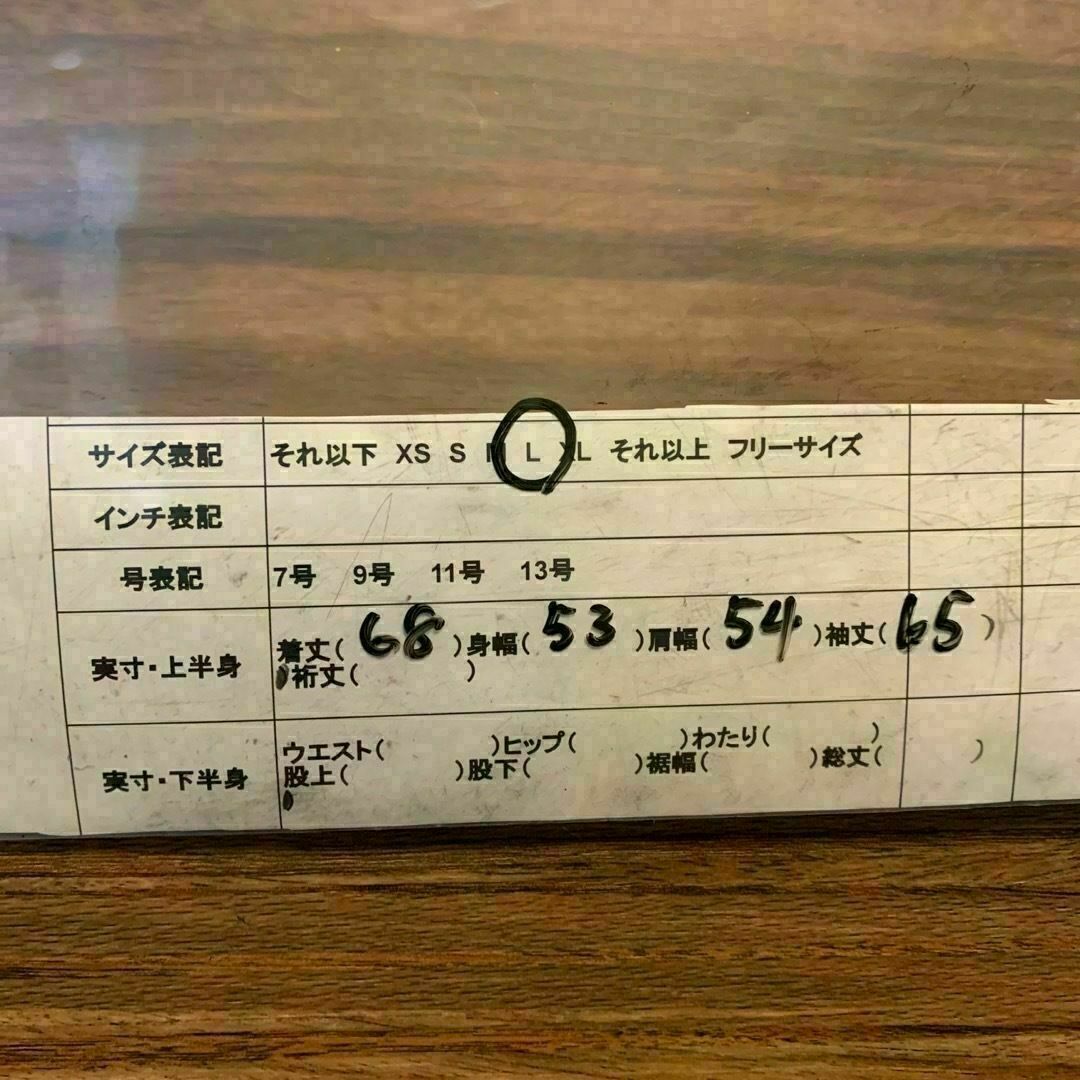 サイズ表記 それ以下 XS S M L XL それ以上 フリーサイズ
インチ表記
号表記 7号 9号 11号 13号
実寸・上半身 着丈( 68 )身幅( 53 )肩幅( 54 )袖丈( 65 )
)裄丈( )
実寸・下半身 ウエスト( )ヒップ( )わたり( )
股上( )股下( )裾幅( )総丈( )